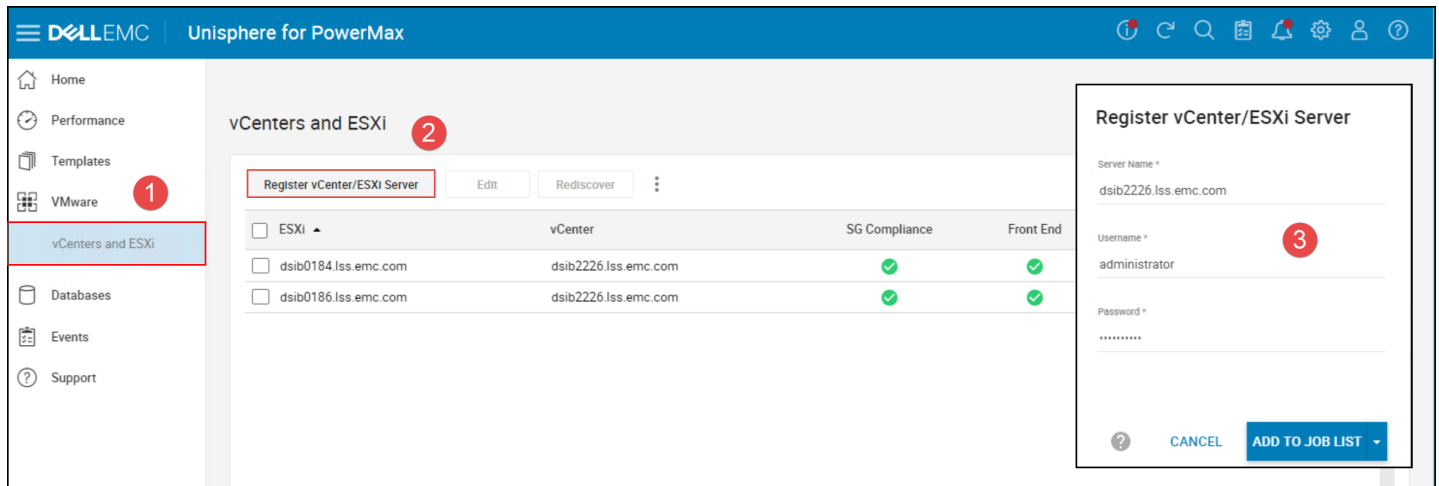 DELLEMC Unisphere for PowerMax
Home
Performance
Templates
VMware
1
vCenters and ESXi
Databases
Events
Support
vCenters and ESXi
2
Register vCenter/ESXi Server Edit Rediscover
ESXi vCenter SG Compliance Front End
dsib0184.lss.emc.com dsib2226.lss.emc.com
dsib0186.lss.emc.com dsib2226.lss.emc.com
Register vCenter/ESXi Server
Server Name *
dsib2226.lss.emc.com
Username *
3
administrator
Password *
••••••••••
CANCEL ADD TO JOB LIST